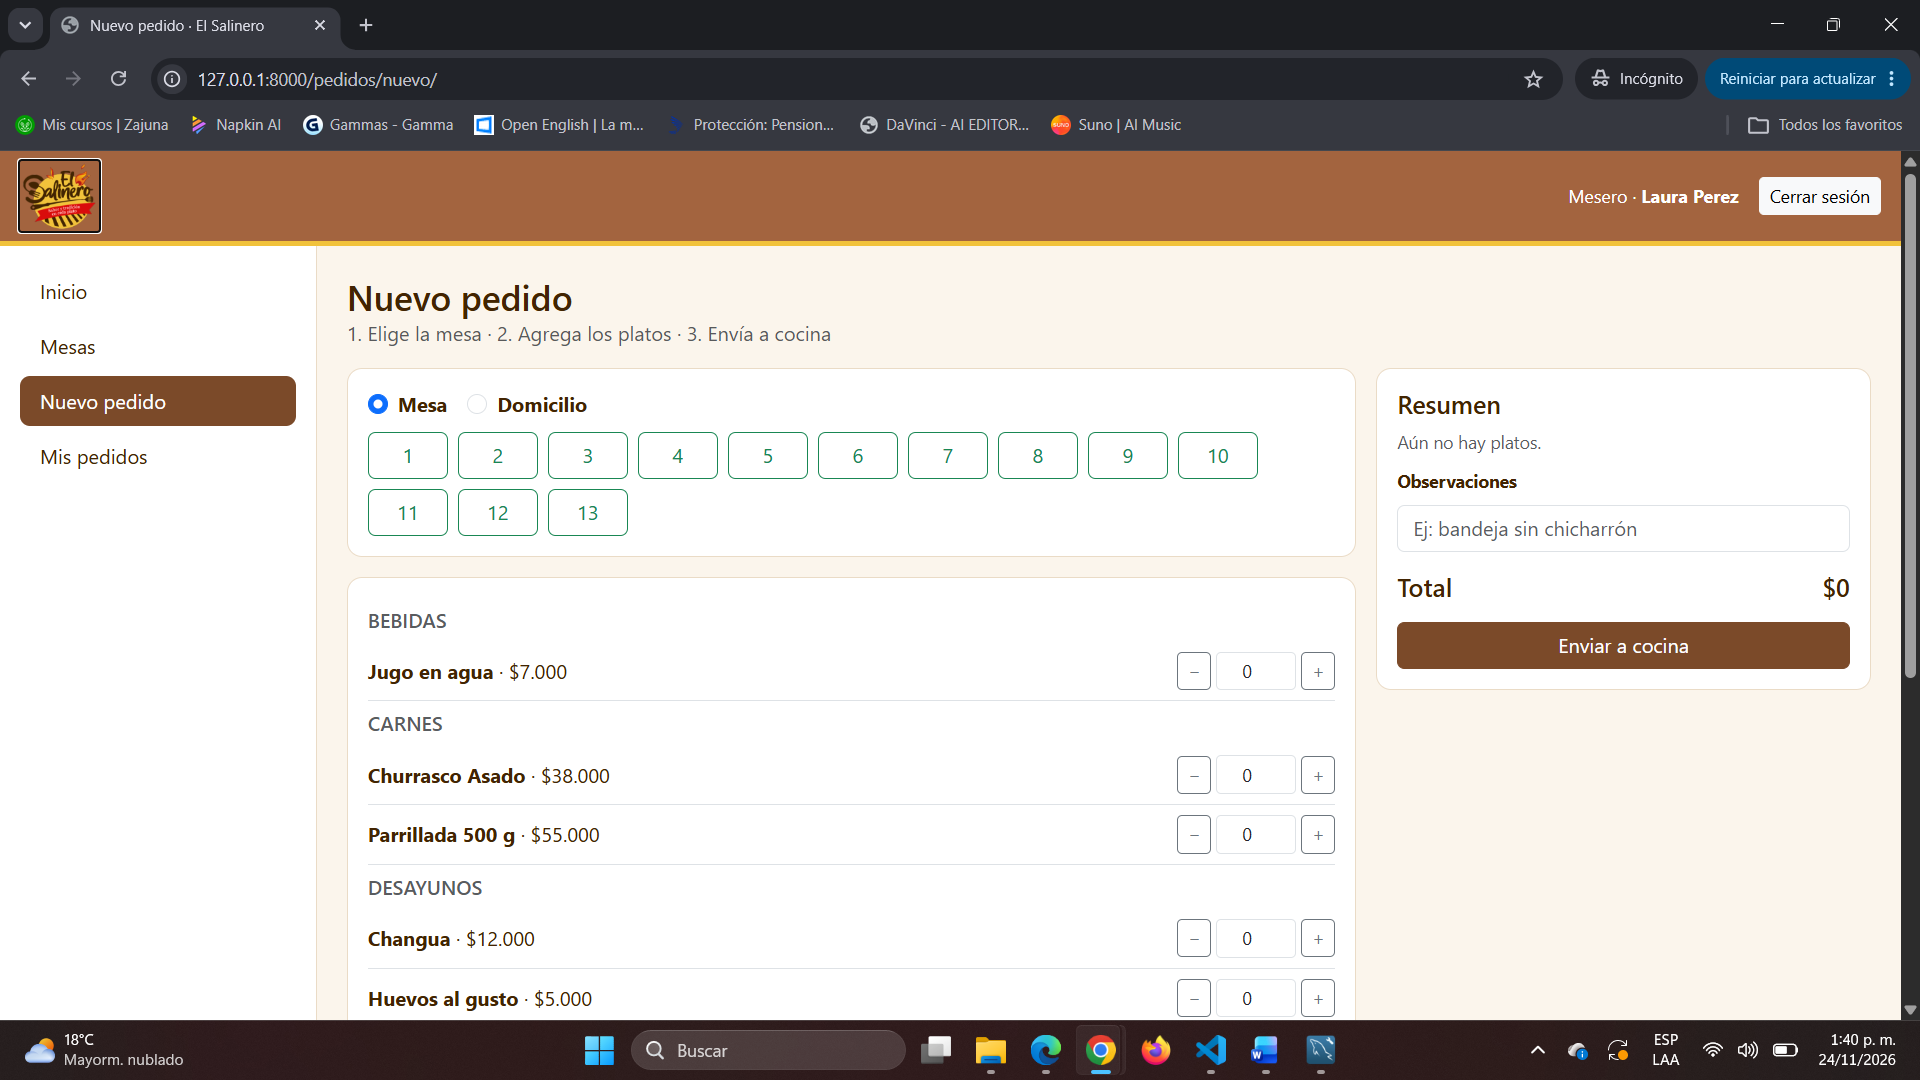 Nuevo pedido · El Salinero
127.0.0.1:8000/pedidos/nuevo/
Incógnito
Reiniciar para actualizar
Mis cursos | Zajuna
Napkin AI
Gammas - Gamma
Open English | La m...
Protección: Pension...
DaVinci - AI EDITOR...
Suno | AI Music
Todos los favoritos
El Salinero
Mesero · Laura Perez
Cerrar sesión
Inicio
Mesas
Nuevo pedido
Mis pedidos
Nuevo pedido
1. Elige la mesa · 2. Agrega los platos · 3. Envía a cocina
Mesa Domicilio
1 2 3 4 5 6 7 8 9 10
11 12 13
BEBIDAS
Jugo en agua · $7.000 − 0 +
CARNES
Churrasco Asado · $38.000 − 0 +
Parrillada 500 g · $55.000 − 0 +
DESAYUNOS
Changua · $12.000 − 0 +
Huevos al gusto · $5.000 − 0 +
Resumen
Aún no hay platos.
Observaciones
Ej: bandeja sin chicharrón
Total $0
Enviar a cocina
18°C
Mayorm. nublado
Buscar
ESP
LAA
1:40 p. m.
24/11/2026